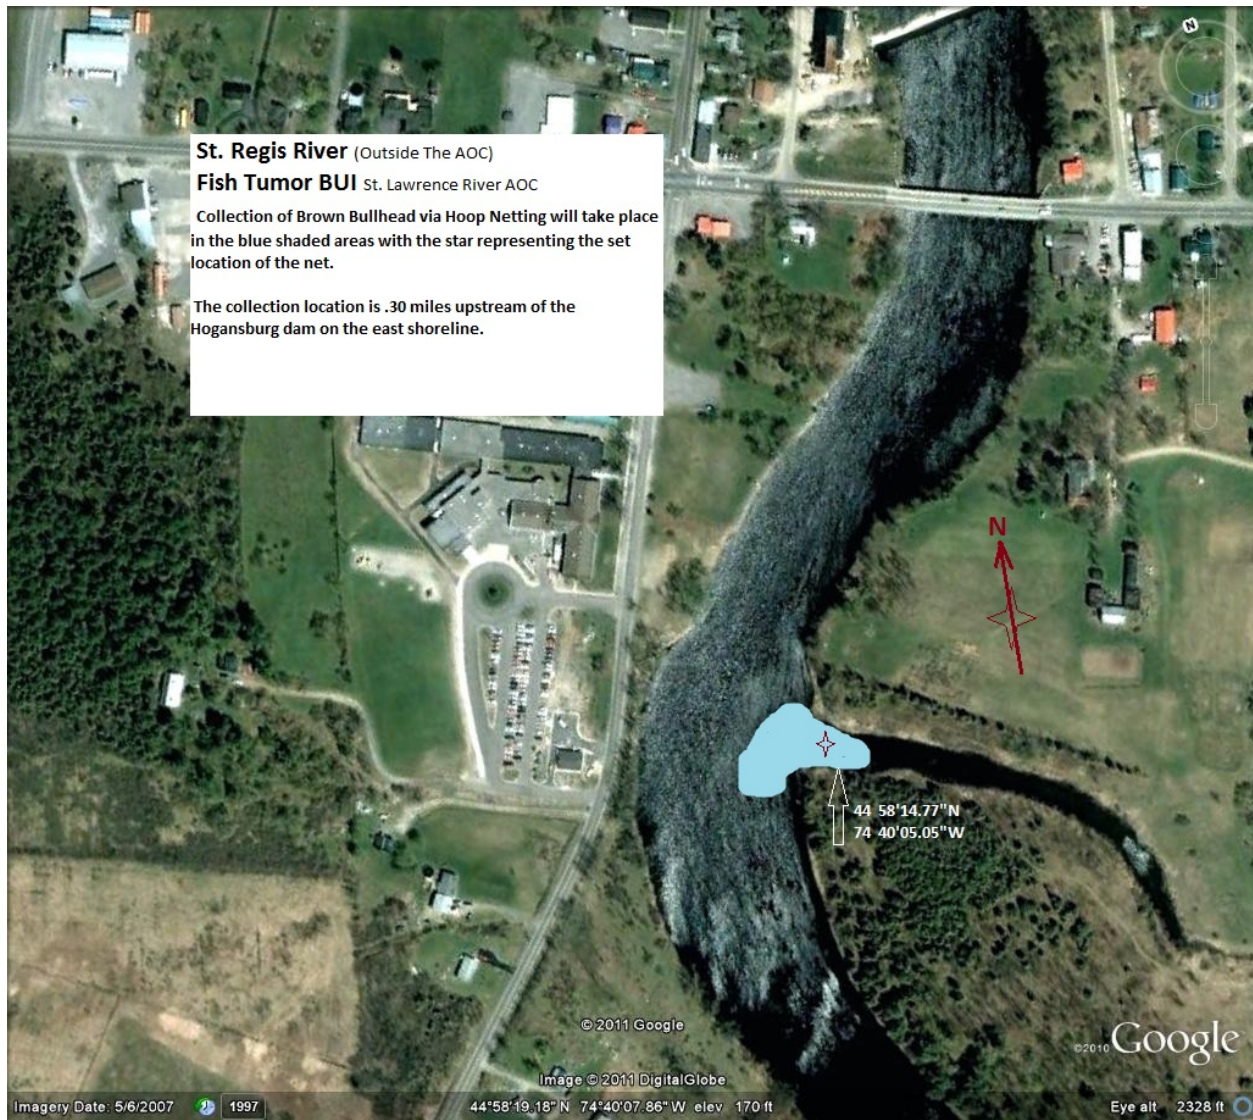 N
St. Regis River (Outside The AOC)
Fish Tumor BUI St. Lawrence River AOC
Collection of Brown Bullhead via Hoop Netting will take place
in the blue shaded areas with the star representing the set
location of the net.
The collection location is .30 miles upstream of the
Hogansburg dam on the east shoreline.
N
44 58'14.77"N
74 40'05.05"W
© 2011 Google
©2010 Google
Image © 2011 DigitalGlobe
Imagery Date: 5/6/2007 1997 44°58'19.18" N 74°40'07.86" W elev 170 ft Eye alt 2328 ft